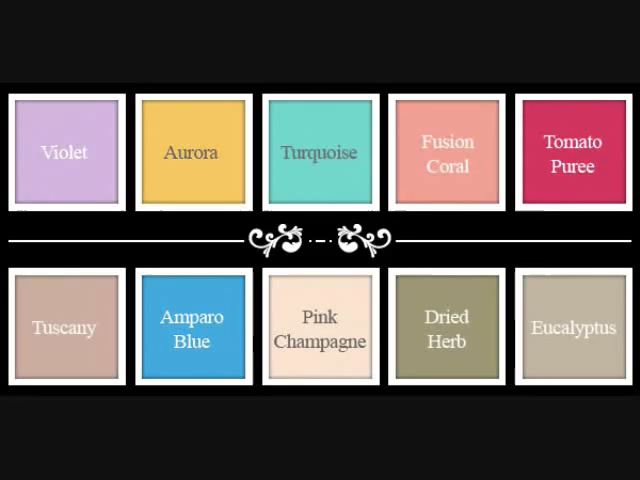 Violet
Aurora
Turquoise
Fusion
Coral
Tomato
Puree
Tuscany
Amparo
Blue
Pink
Champagne
Dried
Herb
Eucalyptus